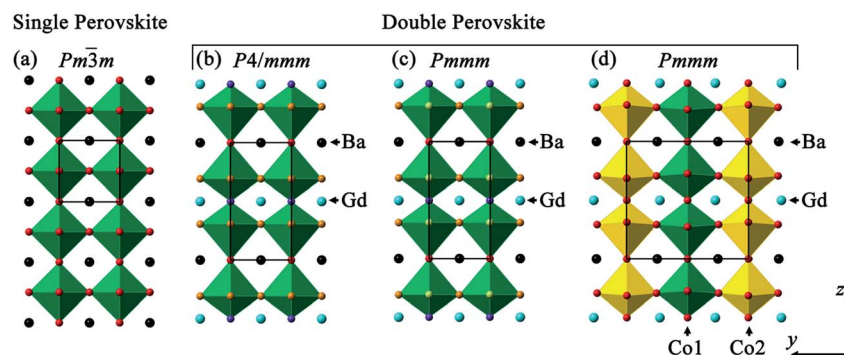 Single Perovskite
Double Perovskite
(a) Pm3̅m
(b) P4/mmm
(c) Pmmm
(d) Pmmm
Ba
Gd
Ba
Gd
Ba
Gd
z
y
Co1
Co2